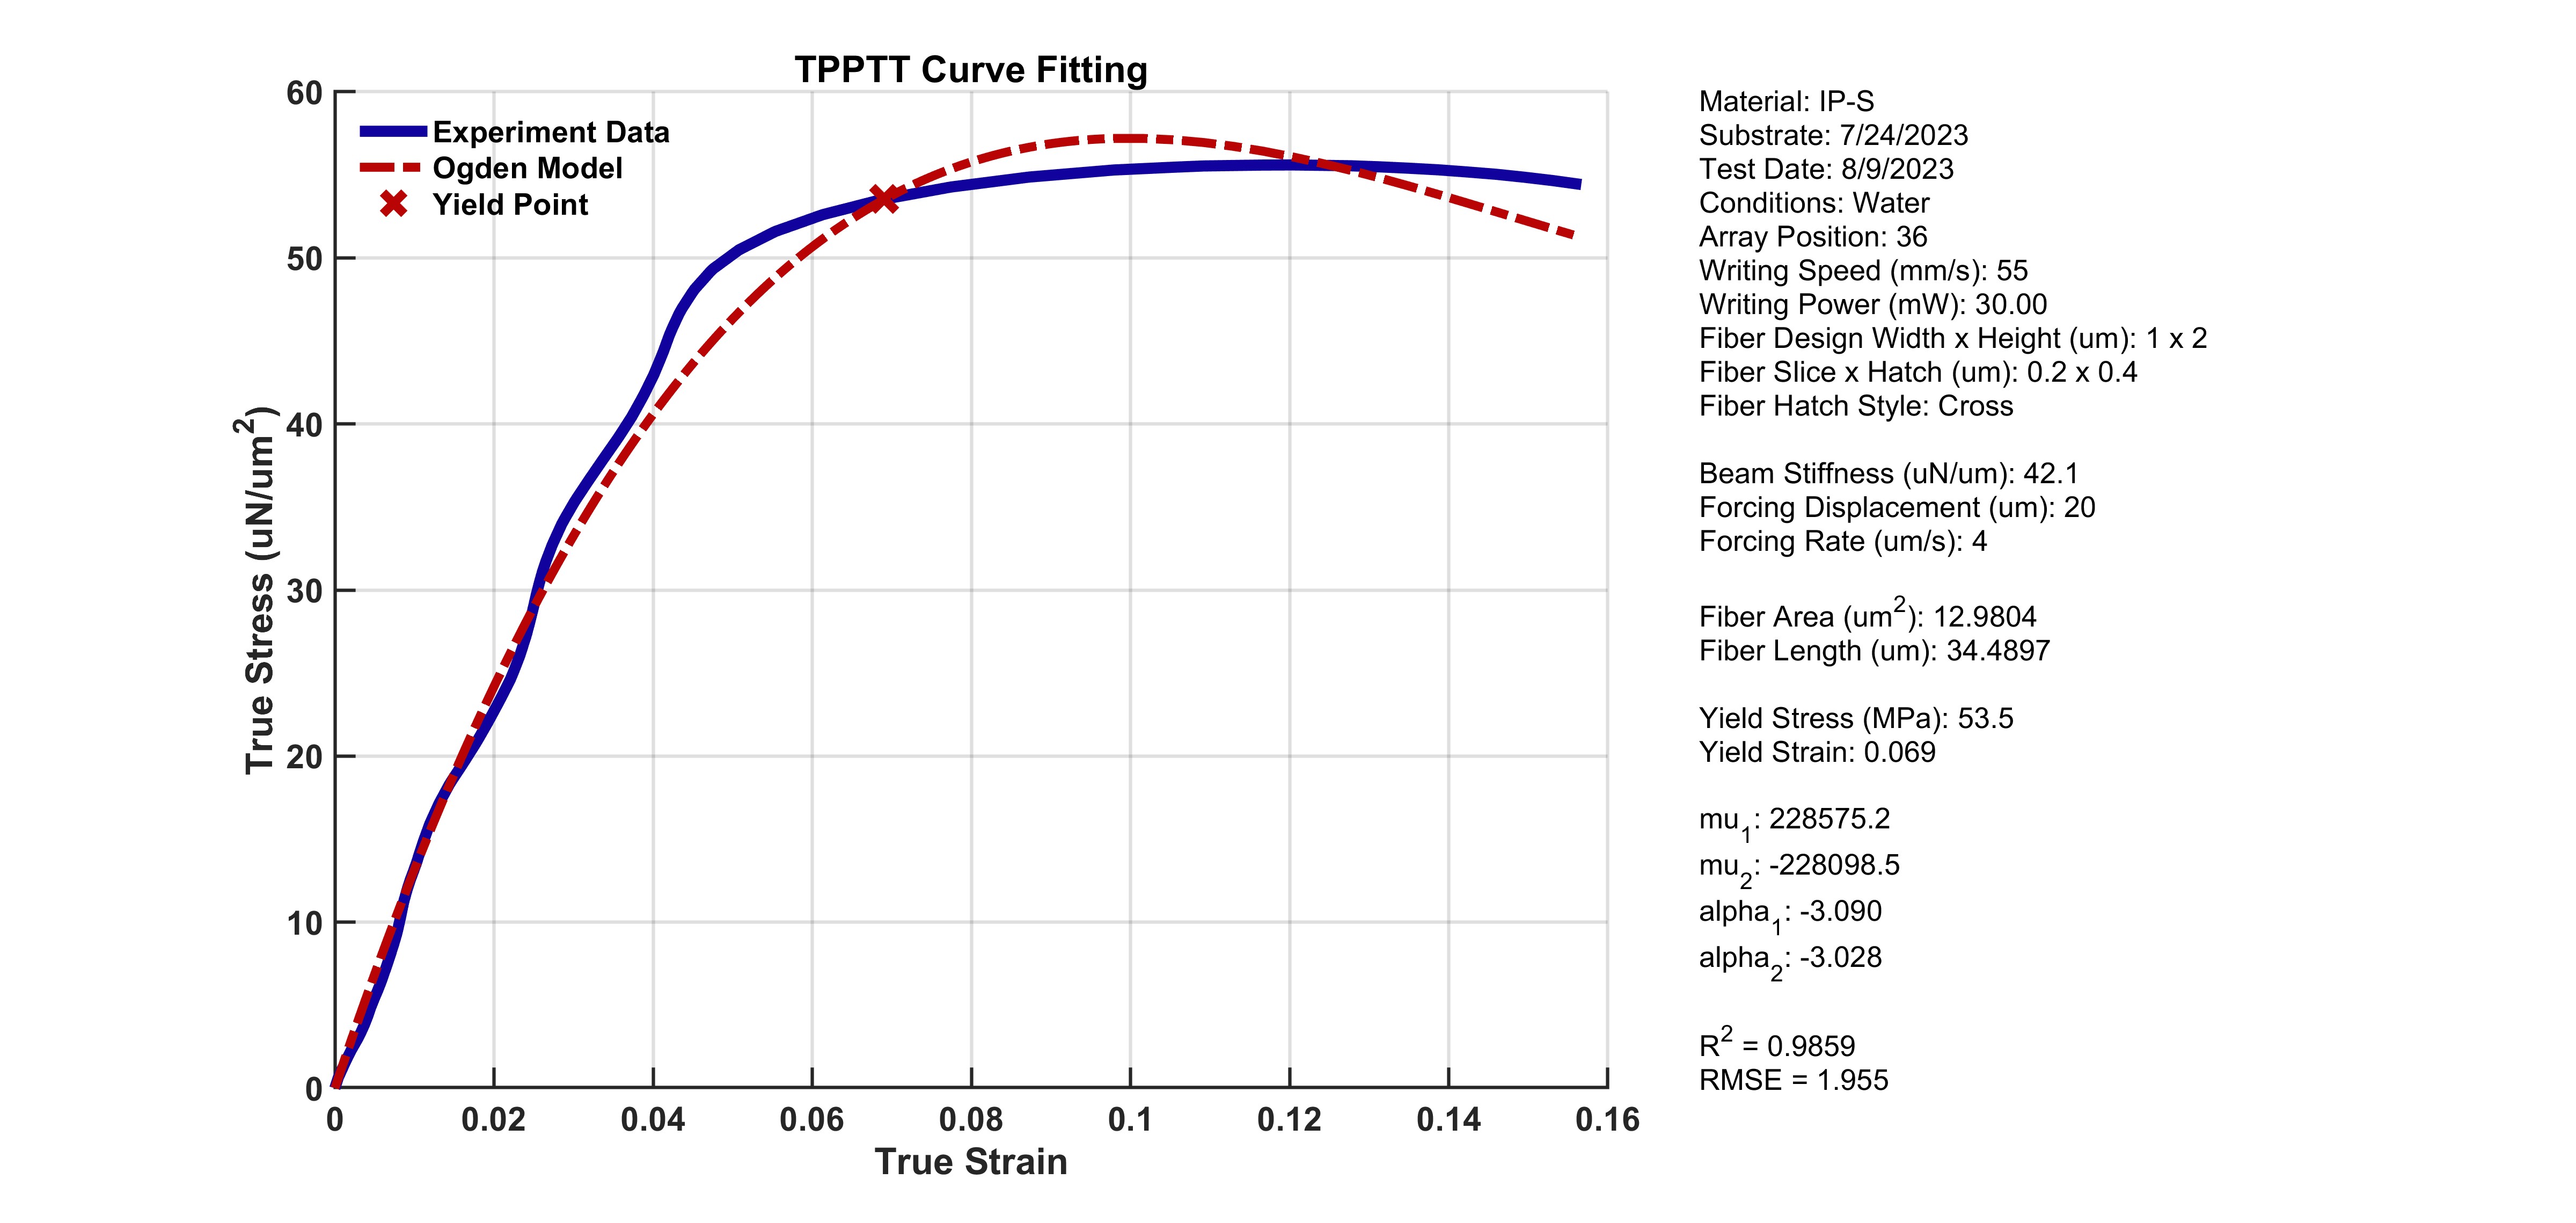 TPPTT Curve Fitting
60
50
40
30
20
10
0
True Stress (uN/um²)
Experiment Data
Ogden Model
Yield Point
0 0.02 0.04 0.06 0.08 0.1 0.12 0.14 0.16
True Strain
Material: IP-S
Substrate: 7/24/2023
Test Date: 8/9/2023
Conditions: Water
Array Position: 36
Writing Speed (mm/s): 55
Writing Power (mW): 30.00
Fiber Design Width x Height (um): 1 x 2
Fiber Slice x Hatch (um): 0.2 x 0.4
Fiber Hatch Style: Cross
Beam Stiffness (uN/um): 42.1
Forcing Displacement (um): 20
Forcing Rate (um/s): 4
Fiber Area (um²): 12.9804
Fiber Length (um): 34.4897
Yield Stress (MPa): 53.5
Yield Strain: 0.069
mu₁: 228575.2
mu₂: -228098.5
alpha₁: -3.090
alpha₂: -3.028
R² = 0.9859
RMSE = 1.955